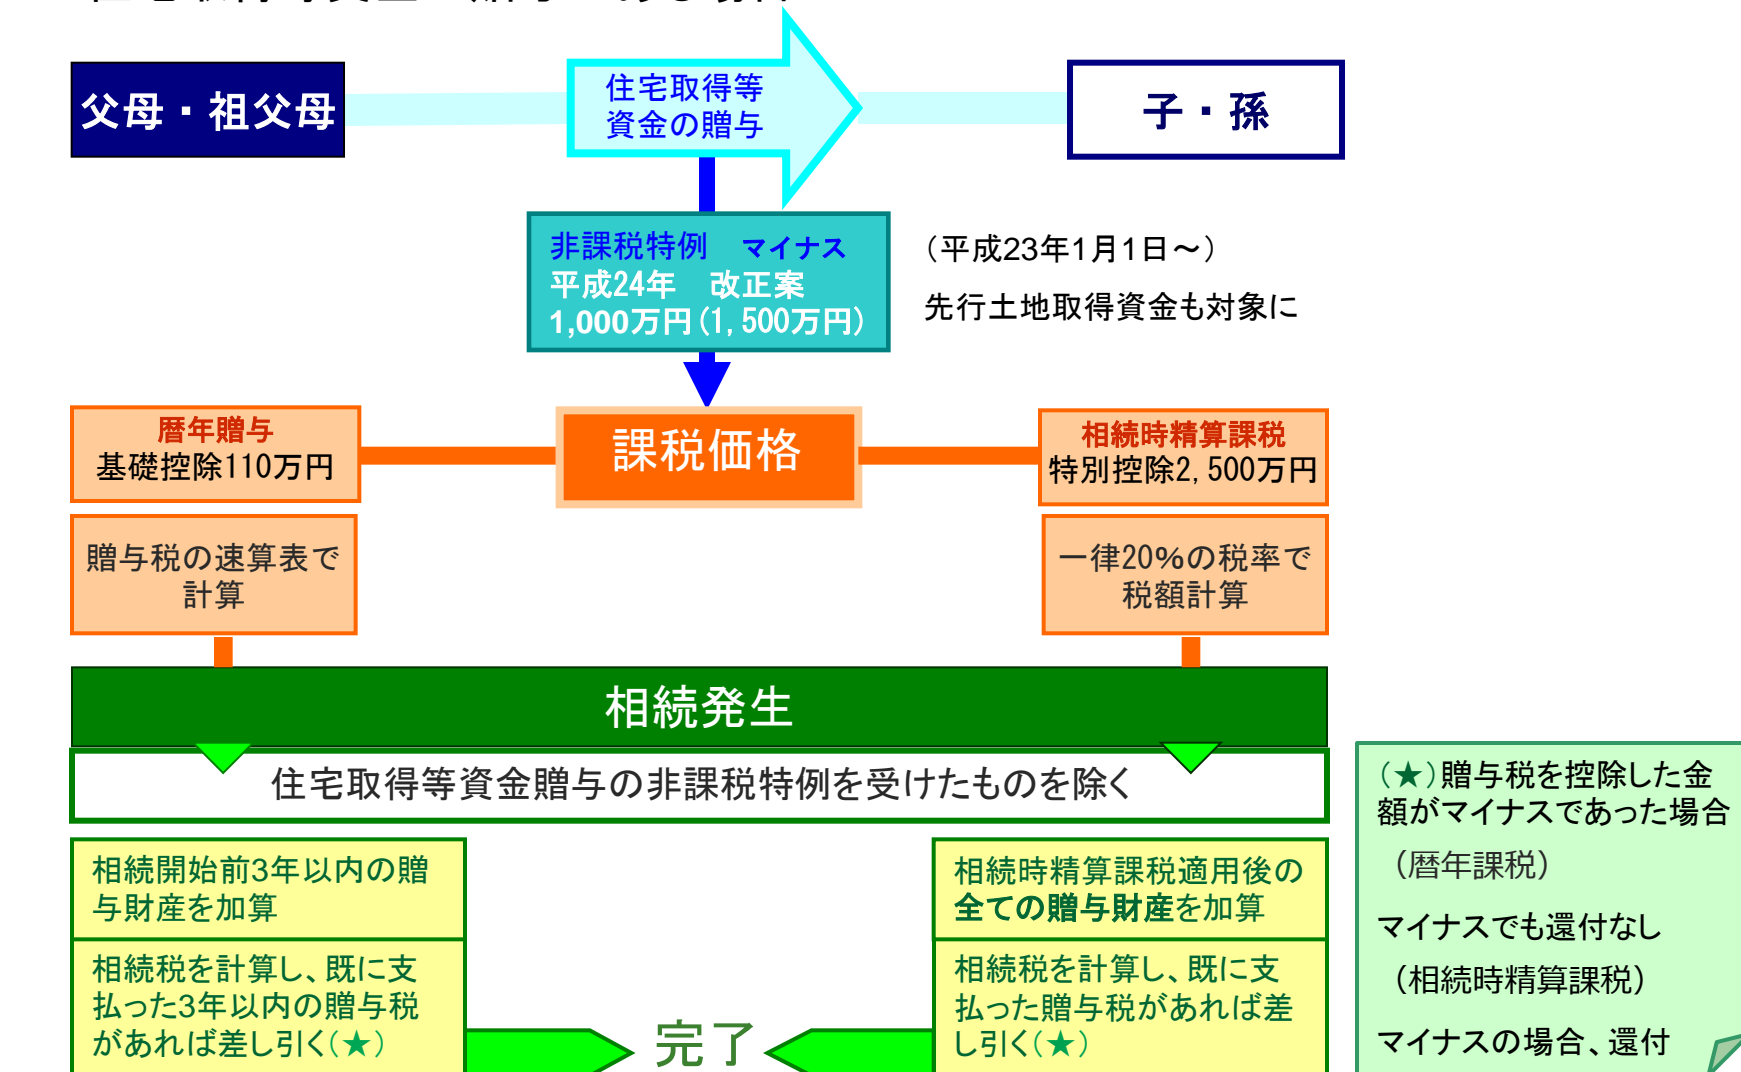 父母・祖父母
住宅取得等
資金の贈与
子・孫
非課税特例　マイナス
平成24年　改正案
1,000万円(1,500万円)
（平成23年1月1日～）
先行土地取得資金も対象に
暦年贈与
基礎控除110万円
課税価格
相続時精算課税
特別控除2,500万円
贈与税の速算表で
計算
一律20%の税率で
税額計算
相続発生
住宅取得等資金贈与の非課税特例を受けたものを除く
相続開始前3年以内の贈
与財産を加算
相続税を計算し、既に支
払った3年以内の贈与税
があれば差し引く(★)
完了
相続時精算課税適用後の
全ての贈与財産を加算
相続税を計算し、既に支
払った贈与税があれば差
し引く(★)
(★)贈与税を控除した金
額がマイナスであった場合
（暦年課税）
マイナスでも還付なし
（相続時精算課税）
マイナスの場合、還付